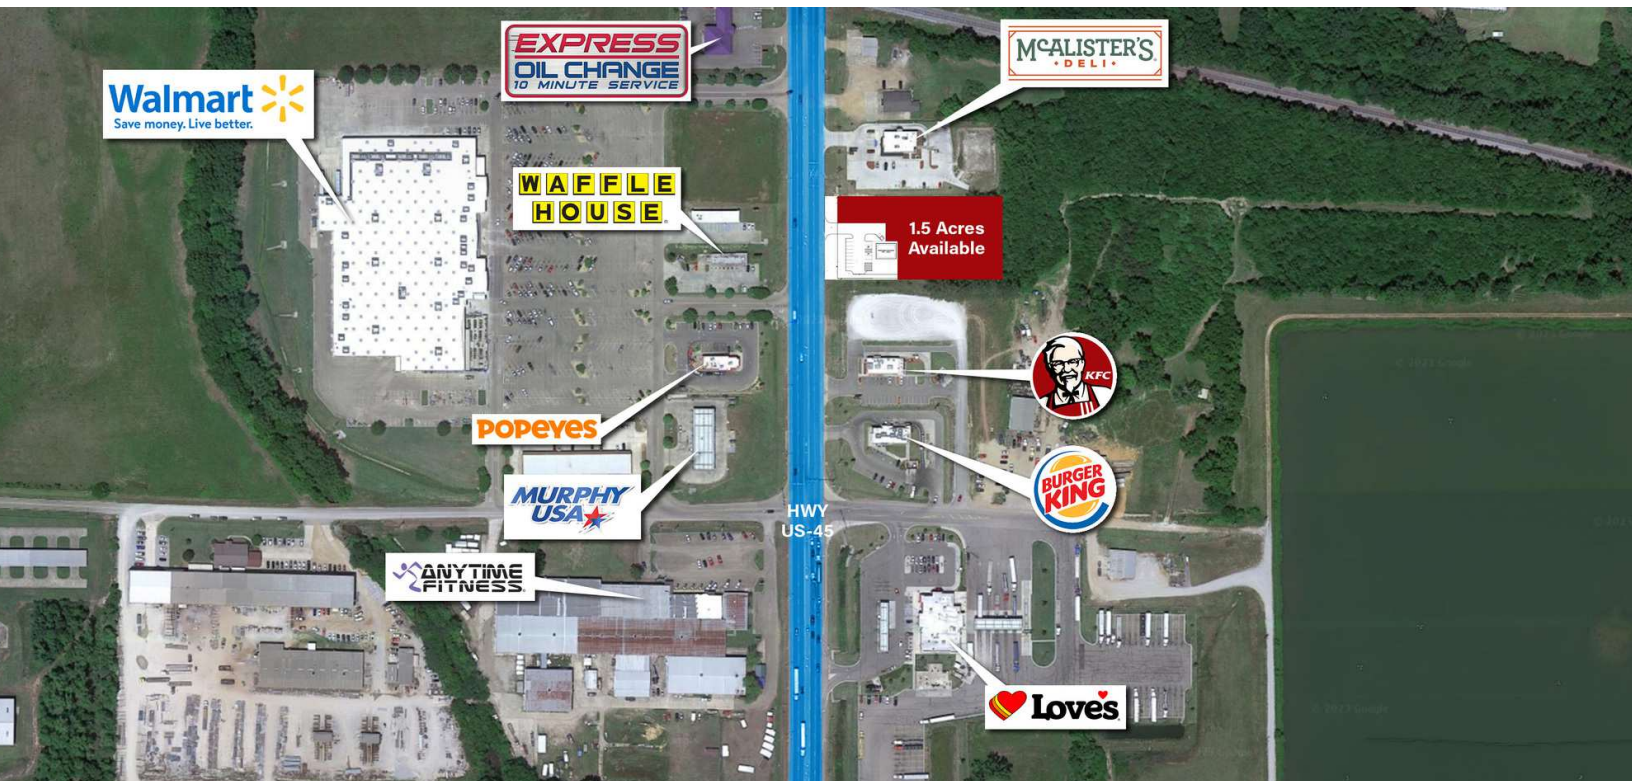 EXPRESS
OIL CHANGE
10 MINUTE SERVICE
McALISTER'S
DELI
Walmart
Save money. Live better.
WAFFLE
HOUSE
1.5 Acres
Available
KFC
POPEYES
BURGER
KING
MURPHY
USA
HWY
US-45
ANYTIME
FITNESS
Love's